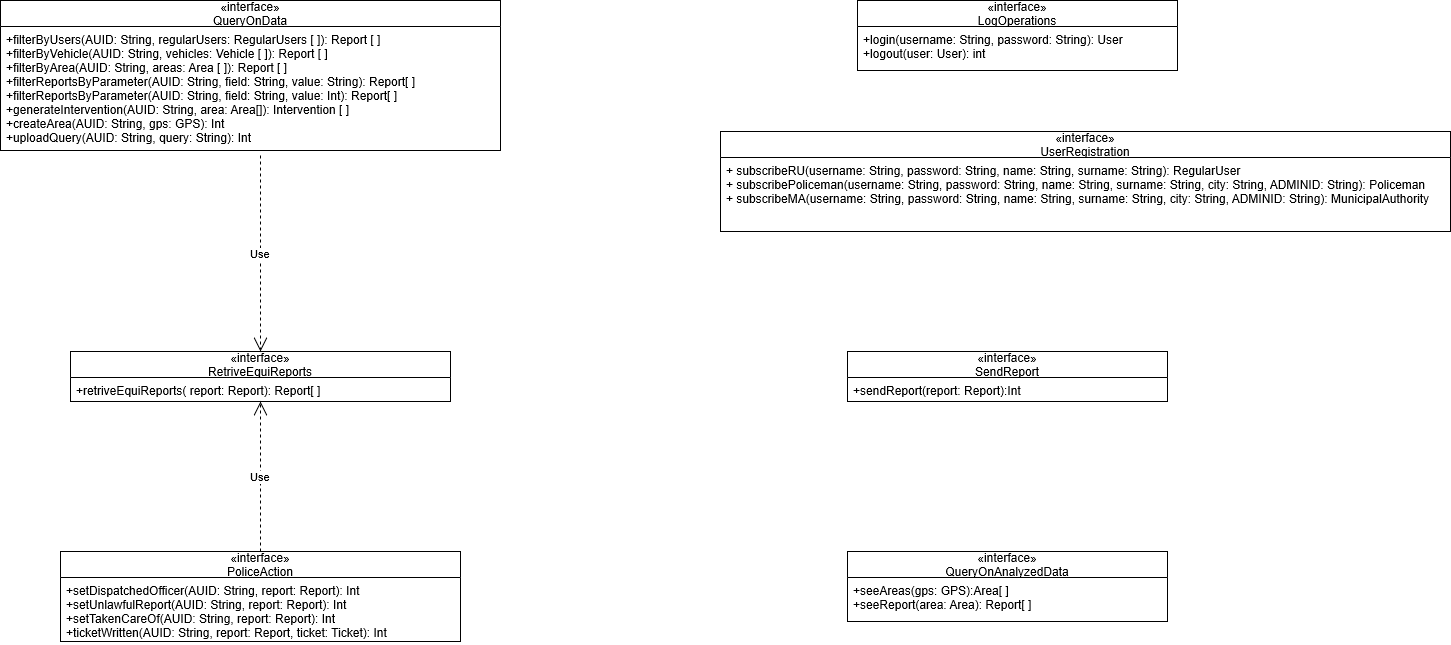 «interface»
QueryOnData
+filterByUsers(AUID: String, regularUsers: RegularUsers [ ]): Report [ ]
+filterByVehicle(AUID: String, vehicles: Vehicle [ ]): Report [ ]
+filterByArea(AUID: String, areas: Area [ ]): Report [ ]
+filterReportsByParameter(AUID: String, field: String, value: String): Report[ ]
+filterReportsByParameter(AUID: String, field: String, value: Int): Report[ ]
+generateIntervention(AUID: String, area: Area[]): Intervention [ ]
+createArea(AUID: String, gps: GPS): Int
+uploadQuery(AUID: String, query: String): Int
«interface»
LogOperations
+login(username: String, password: String): User
+logout(user: User): int
«interface»
UserRegistration
+ subscribeRU(username: String, password: String, name: String, surname: String): RegularUser
+ subscribePoliceman(username: String, password: String, name: String, surname: String, city: String, ADMINID: String): Policeman
+ subscribeMA(username: String, password: String, name: String, surname: String, city: String, ADMINID: String): MunicipalAuthority
Use
«interface»
RetriveEquiReports
+retriveEquiReports( report: Report): Report[ ]
«interface»
SendReport
+sendReport(report: Report):Int
Use
«interface»
PoliceAction
+setDispatchedOfficer(AUID: String, report: Report): Int
+setUnlawfulReport(AUID: String, report: Report): Int
+setTakenCareOf(AUID: String, report: Report): Int
+ticketWritten(AUID: String, report: Report, ticket: Ticket): Int
«interface»
QueryOnAnalyzedData
+seeAreas(gps: GPS):Area[ ]
+seeReport(area: Area): Report[ ]